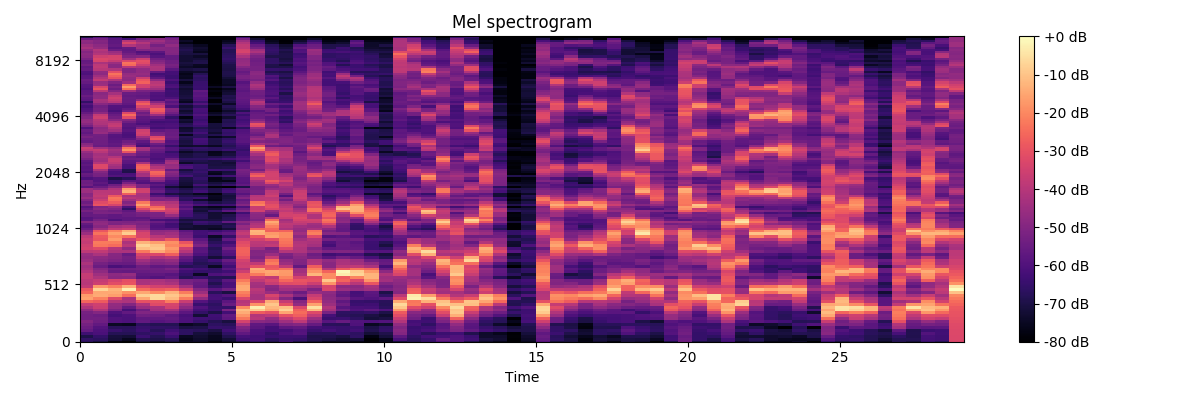 Mel spectrogram
Hz
8192
4096
2048
1024
512
0
0 5 10 15 20 25
Time
+0 dB
-10 dB
-20 dB
-30 dB
-40 dB
-50 dB
-60 dB
-70 dB
-80 dB